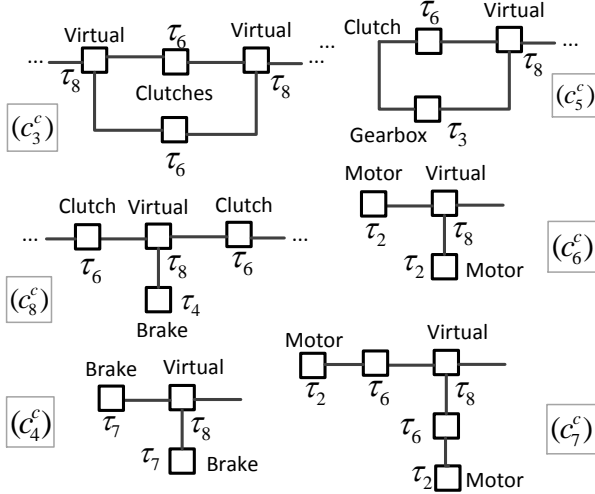 Virtual τ₆ Virtual
... τ₈ Clutches τ₈ ...
(c₃ᶜ) τ₆
Clutch τ₆ Virtual
... τ₈ ...
Gearbox τ₃ (c₅ᶜ)
Clutch Virtual Clutch
... ...
τ₆ τ₈ τ₆
(c₈ᶜ) τ₄
Brake
Motor Virtual
τ₂ τ₈
τ₂ Motor (c₆ᶜ)
Brake Virtual
τ₇ τ₈
(c₄ᶜ) τ₇ Brake
Motor Virtual
τ₂ τ₆ τ₈
τ₆ (c₇ᶜ)
τ₂ Motor